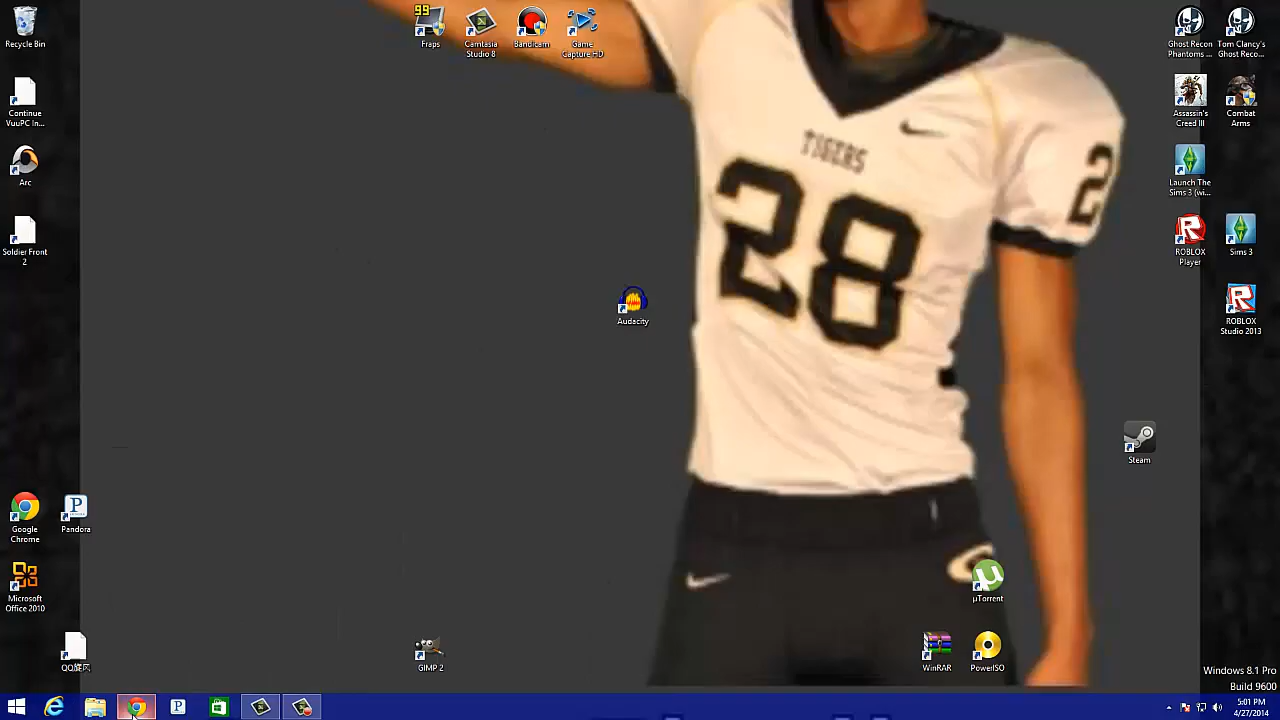 Recycle Bin
99
Fraps
Camtasia
Studio 8
Bandicam
Game
Capture HD
Ghost Recon
Phantoms ...
Tom Clancy's
Ghost Reco...
Continue
VuuPC In...
Assassin's
Creed III
Combat
Arms
TIGERS
28
2
Arc
Launch The
Sims 3 (wi...
Soldier Front
2
ROBLOX
Player
Sims 3
Audacity
ROBLOX
Studio 2013
Steam
Google
Chrome
P
Pandora
Microsoft
Office 2010
µ
µTorrent
QQ旋风
GIMP 2
WinRAR
PowerISO
Windows 8.1 Pro
Build 9600
P
5:01 PM
4/27/2014